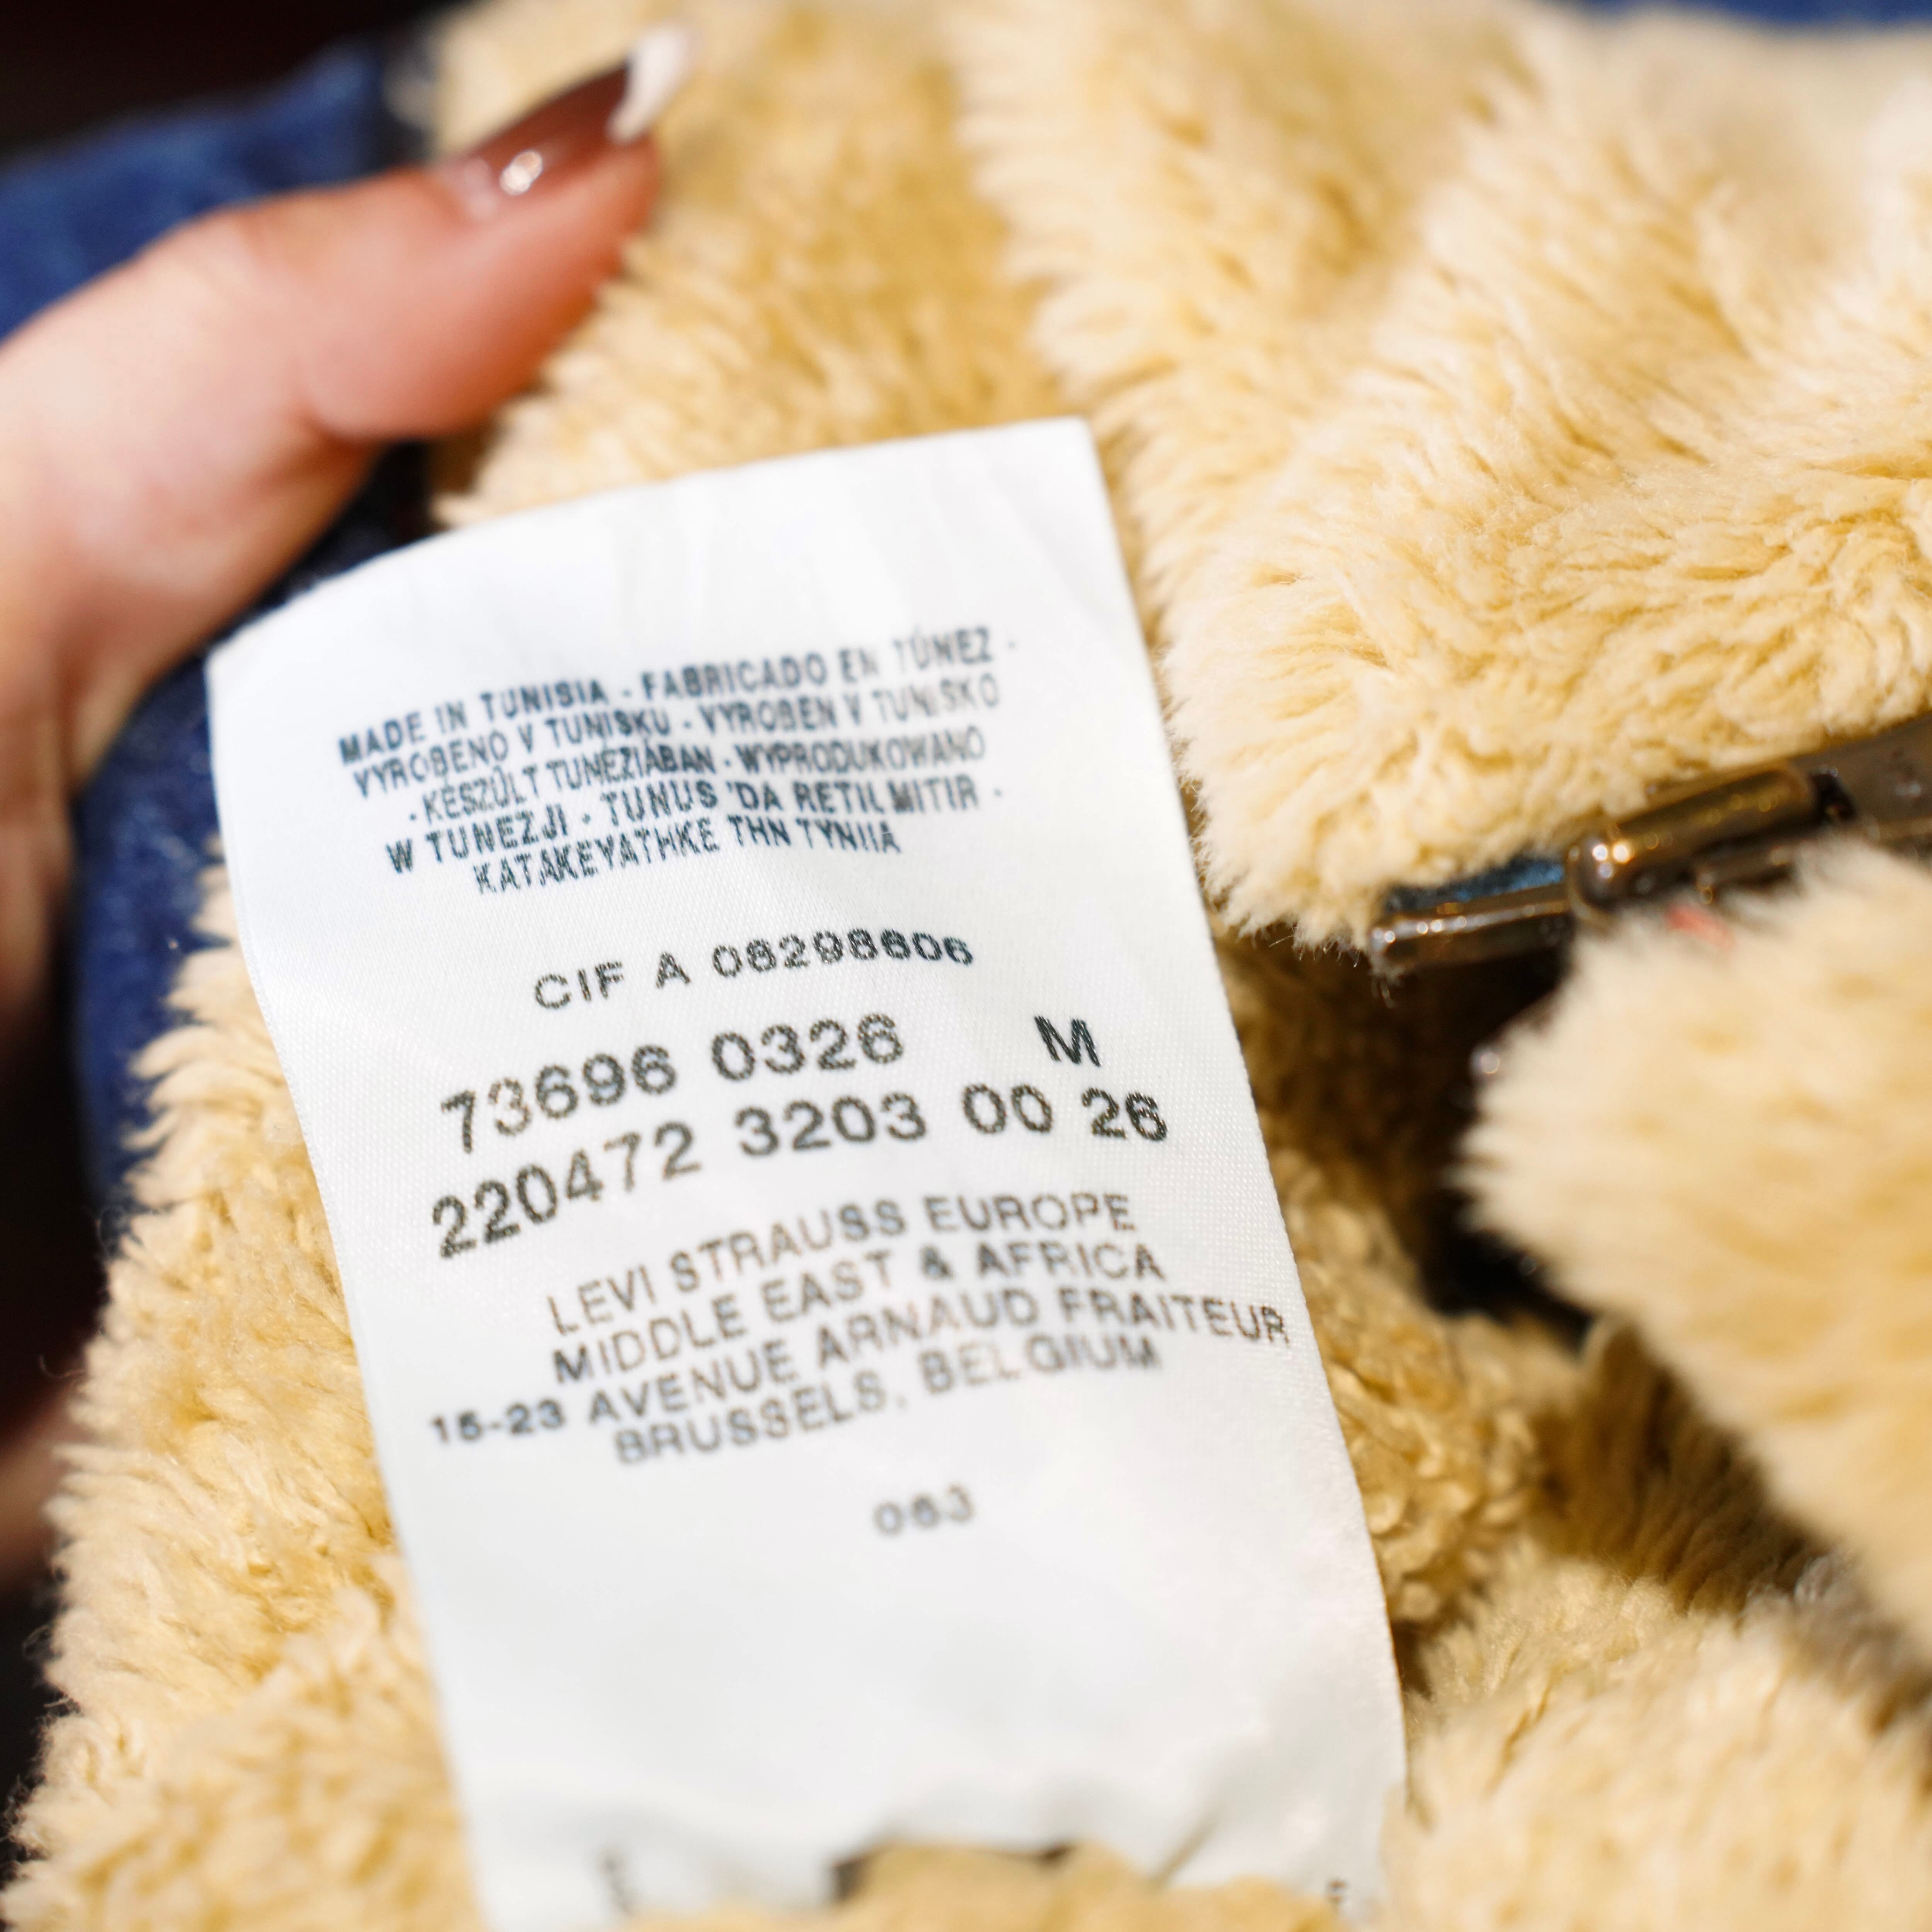 MADE IN TUNISIA - FABRICADO EN TÚNEZ -
VYROBENO V TUNISKU - VYROBEN V TUNISKO
- KÉSZÜLT TUNÉZIÁBAN - WYPRODUKOWANO
W TUNEZJI - TUNUS 'DA RETILMITIR -
KATAKEYATHKE THN TYNIIA
CIF A 08298606
73696 0326 M
220472 3203 00 26
LEVI STRAUSS EUROPE
MIDDLE EAST & AFRICA
15-23 AVENUE ARNAUD FRAITEUR
BRUSSELS, BELGIUM
063